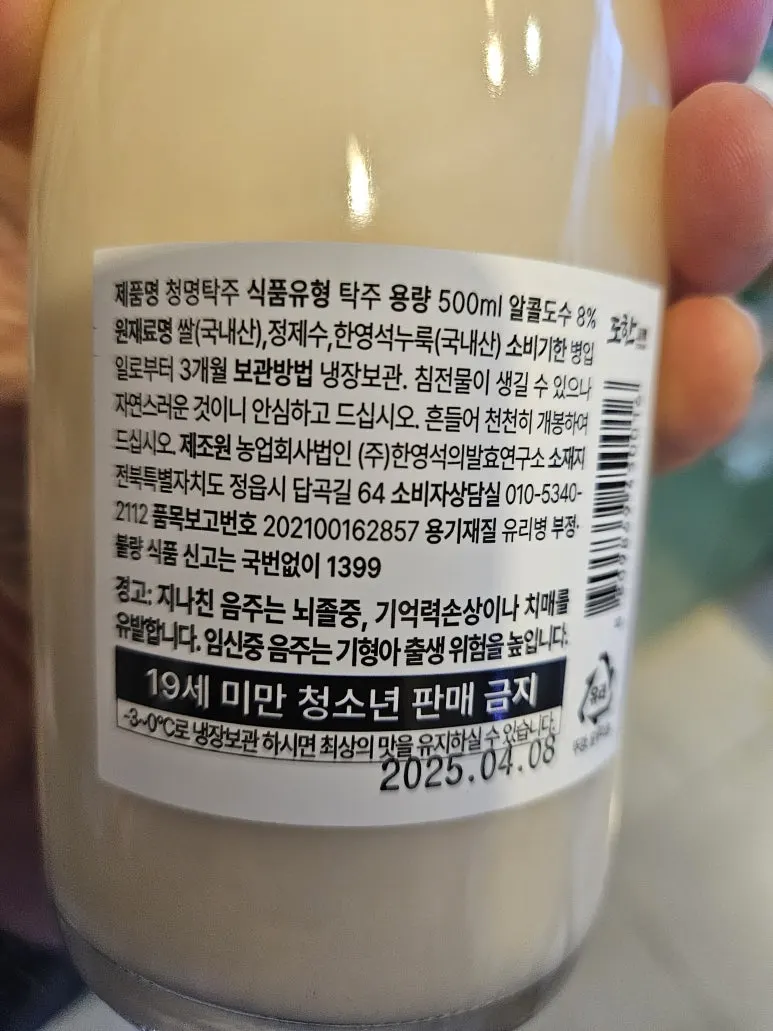 제품명 청명탁주 식품유형 탁주 용량 500ml 알콜도수 8%
원재료명 쌀(국내산),정제수,한영석누룩(국내산) 소비기한 병입
일로부터 3개월 보관방법 냉장보관. 침전물이 생길 수 있으나
자연스러운 것이니 안심하고 드십시오. 흔들어 천천히 개봉하여
드십시오. 제조원 농업회사법인 (주)한영석의발효연구소 소재지
전북특별자치도 정읍시 답곡길 64 소비자상담실 010-5340-
2112 품목보고번호 202100162857 용기재질 유리병 부정·
불량 식품 신고는 국번없이 1399
경고: 지나친 음주는 뇌졸중, 기억력손상이나 치매를
유발합니다. 임신중 음주는 기형아 출생 위험을 높입니다.
19세 미만 청소년 판매 금지
-3~0℃로 냉장보관 하시면 최상의 맛을 유지하실 수 있습니다.
2025.04.08
유리